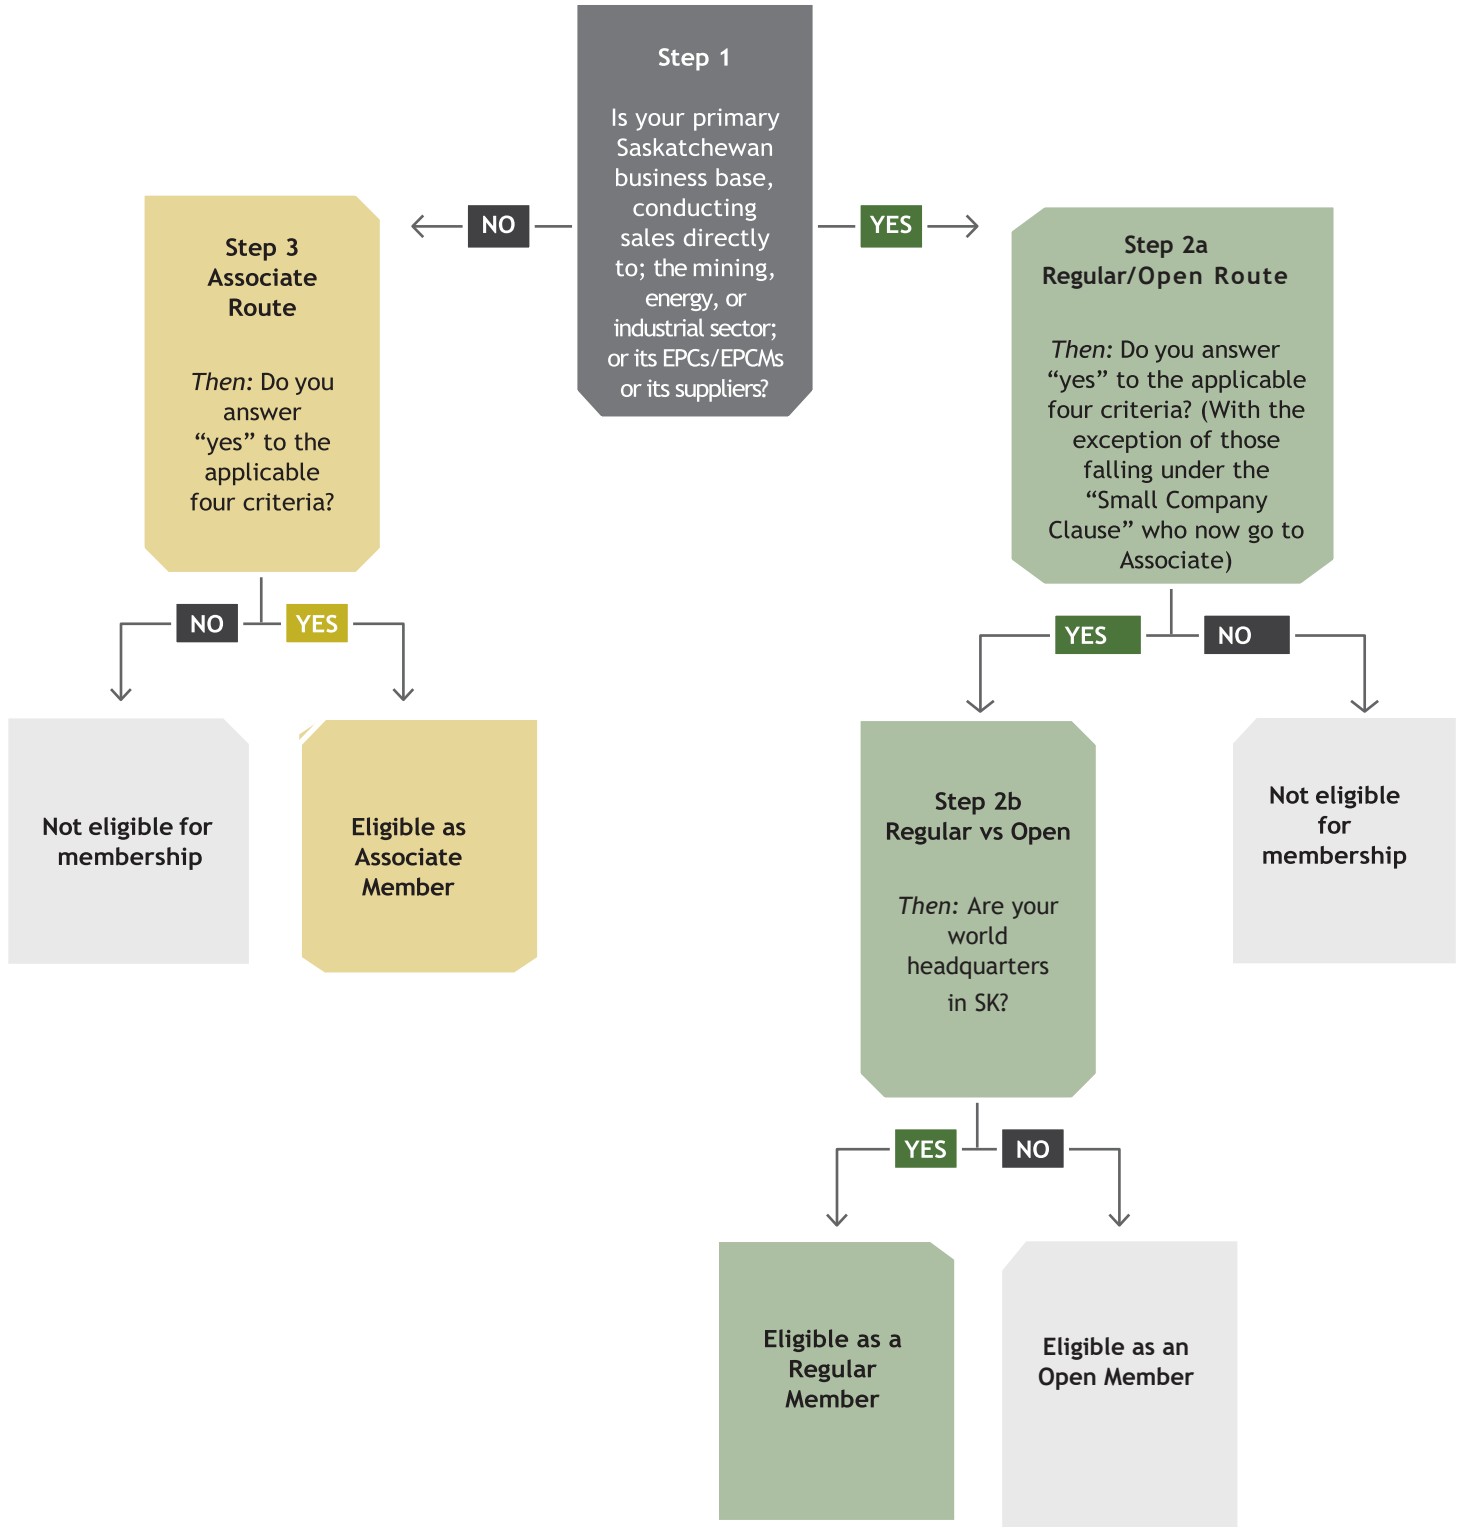 Step 1
Is your primary
Saskatchewan
business base,
conducting
sales directly
to; the mining,
energy, or
industrial sector;
or its EPCs/EPCMs
or its suppliers?
NO
YES
Step 3
Associate
Route
Then: Do you
answer
“yes” to the
applicable
four criteria?
Step 2a
Regular/Open Route
Then: Do you answer
“yes” to the applicable
four criteria? (With the
exception of those
falling under the
“Small Company
Clause” who now go to
Associate)
NO
YES
YES
NO
Not eligible for
membership
Eligible as
Associate
Member
Step 2b
Regular vs Open
Then: Are your
world
headquarters
in SK?
Not eligible
for
membership
YES
NO
Eligible as a
Regular
Member
Eligible as an
Open Member